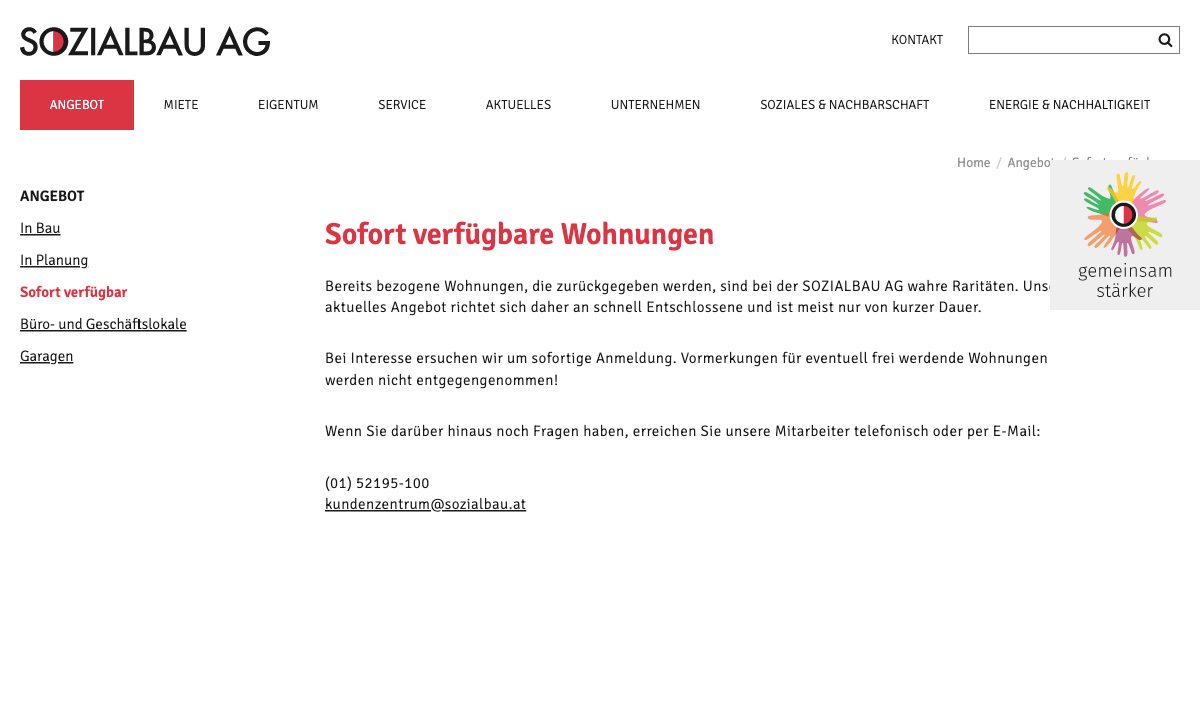 SOZIALBAU AG
KONTAKT
ANGEBOT
MIETE
EIGENTUM
SERVICE
AKTUELLES
UNTERNEHMEN
SOZIALES & NACHBARSCHAFT
ENERGIE & NACHHALTIGKEIT
Home / Angebot /
gemeinsam
stärker
ANGEBOT
In Bau
In Planung
Sofort verfügbar
Büro- und Geschäftslokale
Garagen
Sofort verfügbare Wohnungen
Bereits bezogene Wohnungen, die zurückgegeben werden, sind bei der SOZIALBAU AG wahre Raritäten.
aktuelles Angebot richtet sich daher an schnell Entschlossene und ist meist nur von kurzer Dauer.
Bei Interesse ersuchen wir um sofortige Anmeldung. Vormerkungen für eventuell frei werdende Wohnungen
werden nicht entgegengenommen!
Wenn Sie darüber hinaus noch Fragen haben, erreichen Sie unsere Mitarbeiter telefonisch oder per E-Mail:
(01) 52195-100
kundenzentrum@sozialbau.at